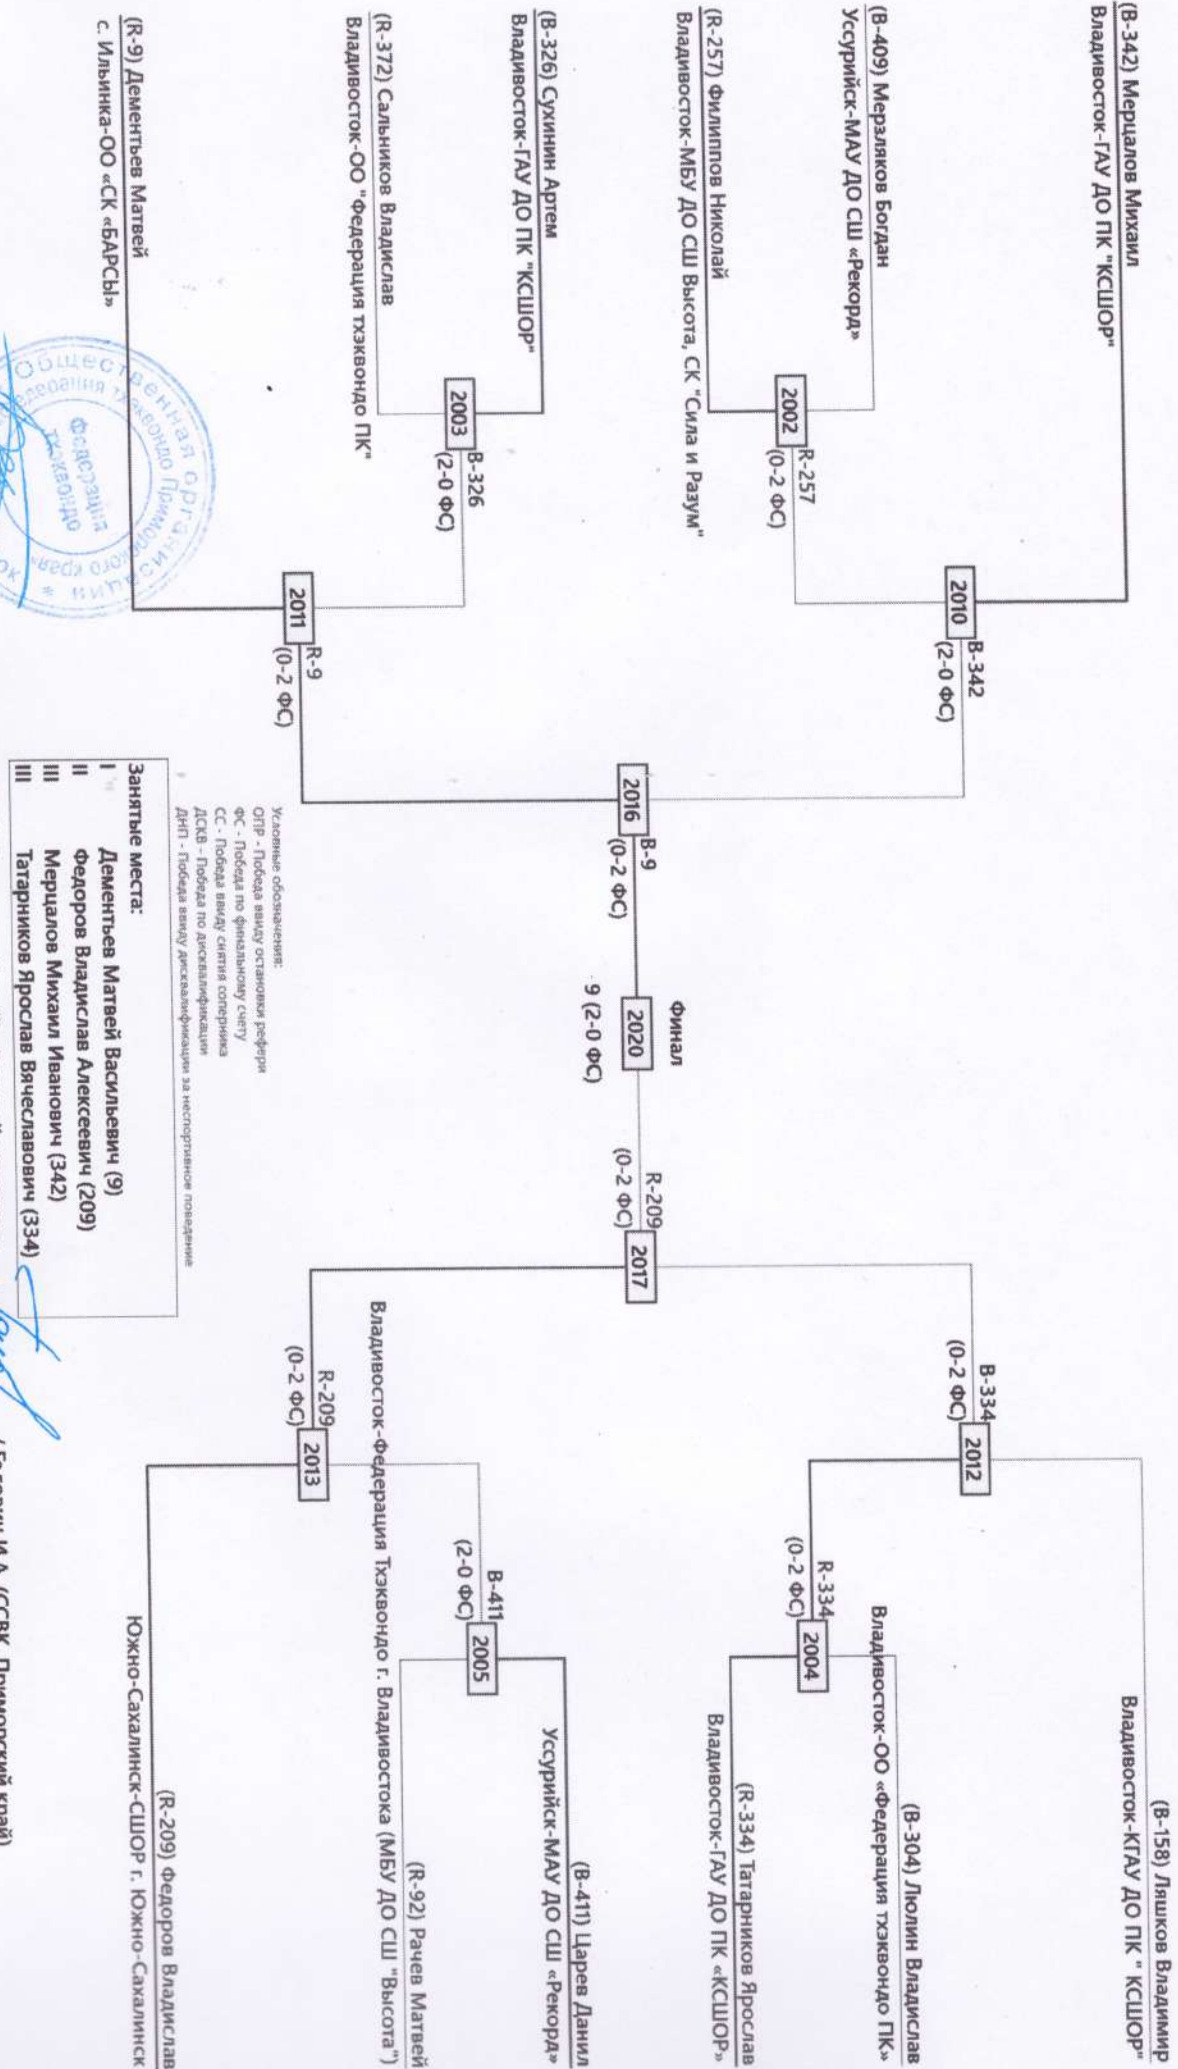 (В-342) Мерцалов Михаил
Владивосток-ГАУ ДО ПК "КСШОР"
(В-409) Мерзляков Богдан
Уссурийск-МАУ ДО СШ «Рекорд»
(R-257) Филиппов Николай
Владивосток-МБУ ДО СШ Высота, СК "Сила и Разум"
(В-326) Сухинин Артем
Владивосток-ГАУ ДО ПК "КСШОР"
(R-372) Сальников Владислав
Владивосток-ОО "Федерация тхэквондо ПК"
(R-9) Дементьев Матвей
с. Ильинка-ОО «СК «БАРСЫ»
2002
R-257
(0-2 ФС)
2003
В-326
(2-0 ФС)
2010
В-342
(2-0 ФС)
2011
R-9
(0-2 ФС)
2016
В-9
(0-2 ФС)
Финал
2020
9 (2-0 ФС)
R-209
(0-2 ФС)
2017
В-334
(0-2 ФС)
2012
R-209
(0-2 ФС)
2013
R-334
(0-2 ФС)
2004
В-411
(2-0 ФС)
2005
(В-158) Ляшков Владимир
Владивосток-КГАУ ДО ПК " КСШОР"
(В-304) Люлин Владислав
Владивосток-ОО «Федерация тхэквондо ПК»
(R-334) Татарников Ярослав
Владивосток-ГАУ ДО ПК «КСШОР»
(В-411) Царев Данил
Уссурийск-МАУ ДО СШ «Рекорд»
(R-92) Рачев Матвей
Владивосток-Федерация Тхэквондо г. Владивостока (МБУ ДО СШ "Высота")
(R-209) Федоров Владислав
Южно-Сахалинск-СШОР г. Южно-Сахалинск
Условные обозначения:
ОПР - Победа ввиду остановки рефери
ФС - Победа по финальному счету
СС - Победа ввиду снятия соперника
ДСКВ - Победа по дисквалификации
ДНП - Победа ввиду дисквалификации за неспортивное поведение
Занятые места:
I Дементьев Матвей Васильевич (9)
II Федоров Владислав Алексеевич (209)
III Мерцалов Михаил Иванович (342)
III Татарников Ярослав Вячеславович (334)
Общественная организация
Федерация тхэквондо Приморского края
Федерация
тхэквондо